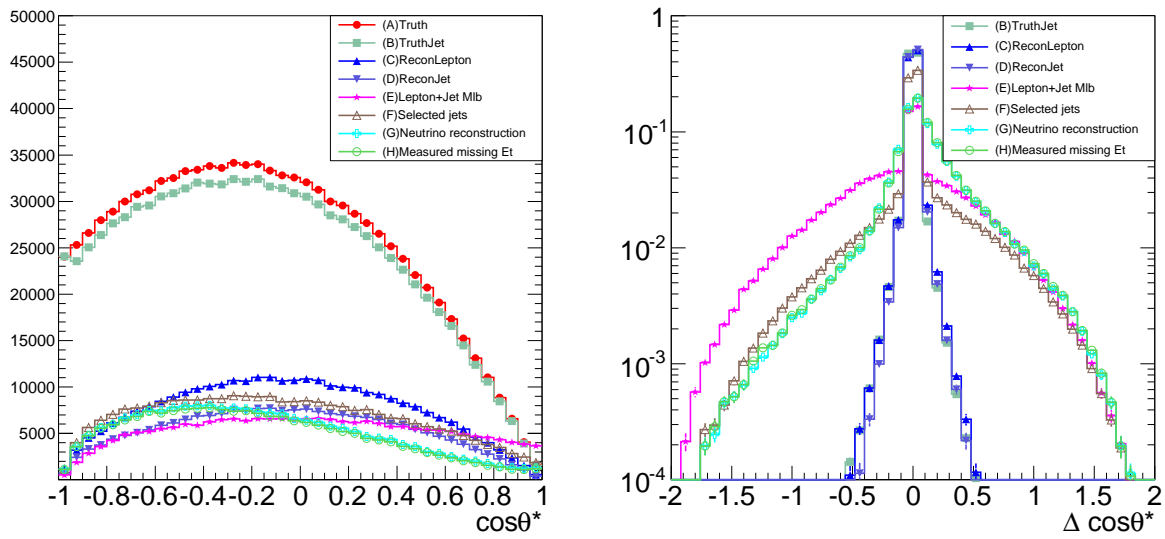 50000
45000
40000
35000
30000
25000
20000
15000
10000
5000
(A)Truth
(B)TruthJet
(C)ReconLepton
(D)ReconJet
(E)Lepton+Jet Mlb
(F)Selected jets
(G)Neutrino reconstruction
(H)Measured missing Et
-1 -0.8 -0.6 -0.4 -0.2 0 0.2 0.4 0.6 0.8 1
cosθ*
1
10⁻¹
10⁻²
10⁻³
10⁻⁴
(B)TruthJet
(C)ReconLepton
(D)ReconJet
(E)Lepton+Jet Mlb
(F)Selected jets
(G)Neutrino reconstruction
(H)Measured missing Et
-2 -1.5 -1 -0.5 0 0.5 1 1.5 2
Δ cosθ*